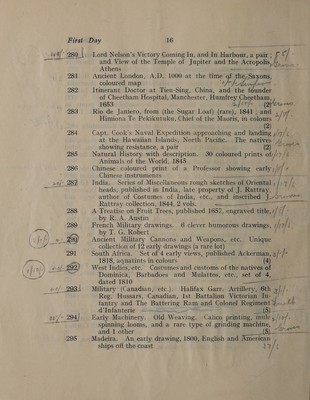 First Day 16
280 Lord Nelson's Victory Coming In, and In Harbour, a pair;
and View of the Temple of Jupiter and the Acropolis,
Athens
281 Ancient London, A.D. 1000 at the time of the Saxons,
coloured map
282 Itinerant Doctor at Tien-Sing, China, and the founder
of Cheetham Hospital, Manchester, Humfrey Cheetham,
1653 (2)
283 Rio de Janiero, from (the Sugar Loaf) (rare), 1841; and
Himiona Te Pekikutuku, Chief of the Maoris, in colours
(2)
284 Capt. Cook's Naval Expedition approaching and landing
at the Hawaiian Islands, North Pacific. The natives
showing resistance, a pair (2)
285 Natural History with description. 30 coloured prints of
Animals of the World, 1845
286 Chinese coloured print of a Professor showing early
Chinese instruments
287 India. Series of Miscellaneous rough sketches of Oriental
heads, published in India, late property of J. Rattray,
author of Costumes of India, etc., and inscribed J.
Rattray collection, 1844, 2 vols.
288 A Treatise on Fruit Trees, published 1657, engraved title,
by R. A. Austin
289 French Military drawings. 6 clever humorous drawings,
by T. G. Robert
290 Ancient Military Cannons and Weapons, etc. Unique
collection of 12 early drawings (a rare lot)
291 South Africa. Set of 4 early views, published Ackerman,
1818, aquatints in colours (4)
292 West Indies, etc. Costumes and customs of the natives of
Dominica, Barbadoes and Mulattos, etc., set of 4,
dated 1810
293 Military (Canadian, etc.). Halifax Garr. Artillery, 8th
Reg. Hussars, Canadian, 1st Battalion Victorian In-
fantry and The Battering Ram and Colonel Regiment
d'Infanterie (5)
294 Early Machinery. Old Weaving. Calico printing, mule
spinning looms, and a rare type of grinding machine,
and 1 other (5)
295 Madeira. An early drawing, 1800, English and American
ships off the coast